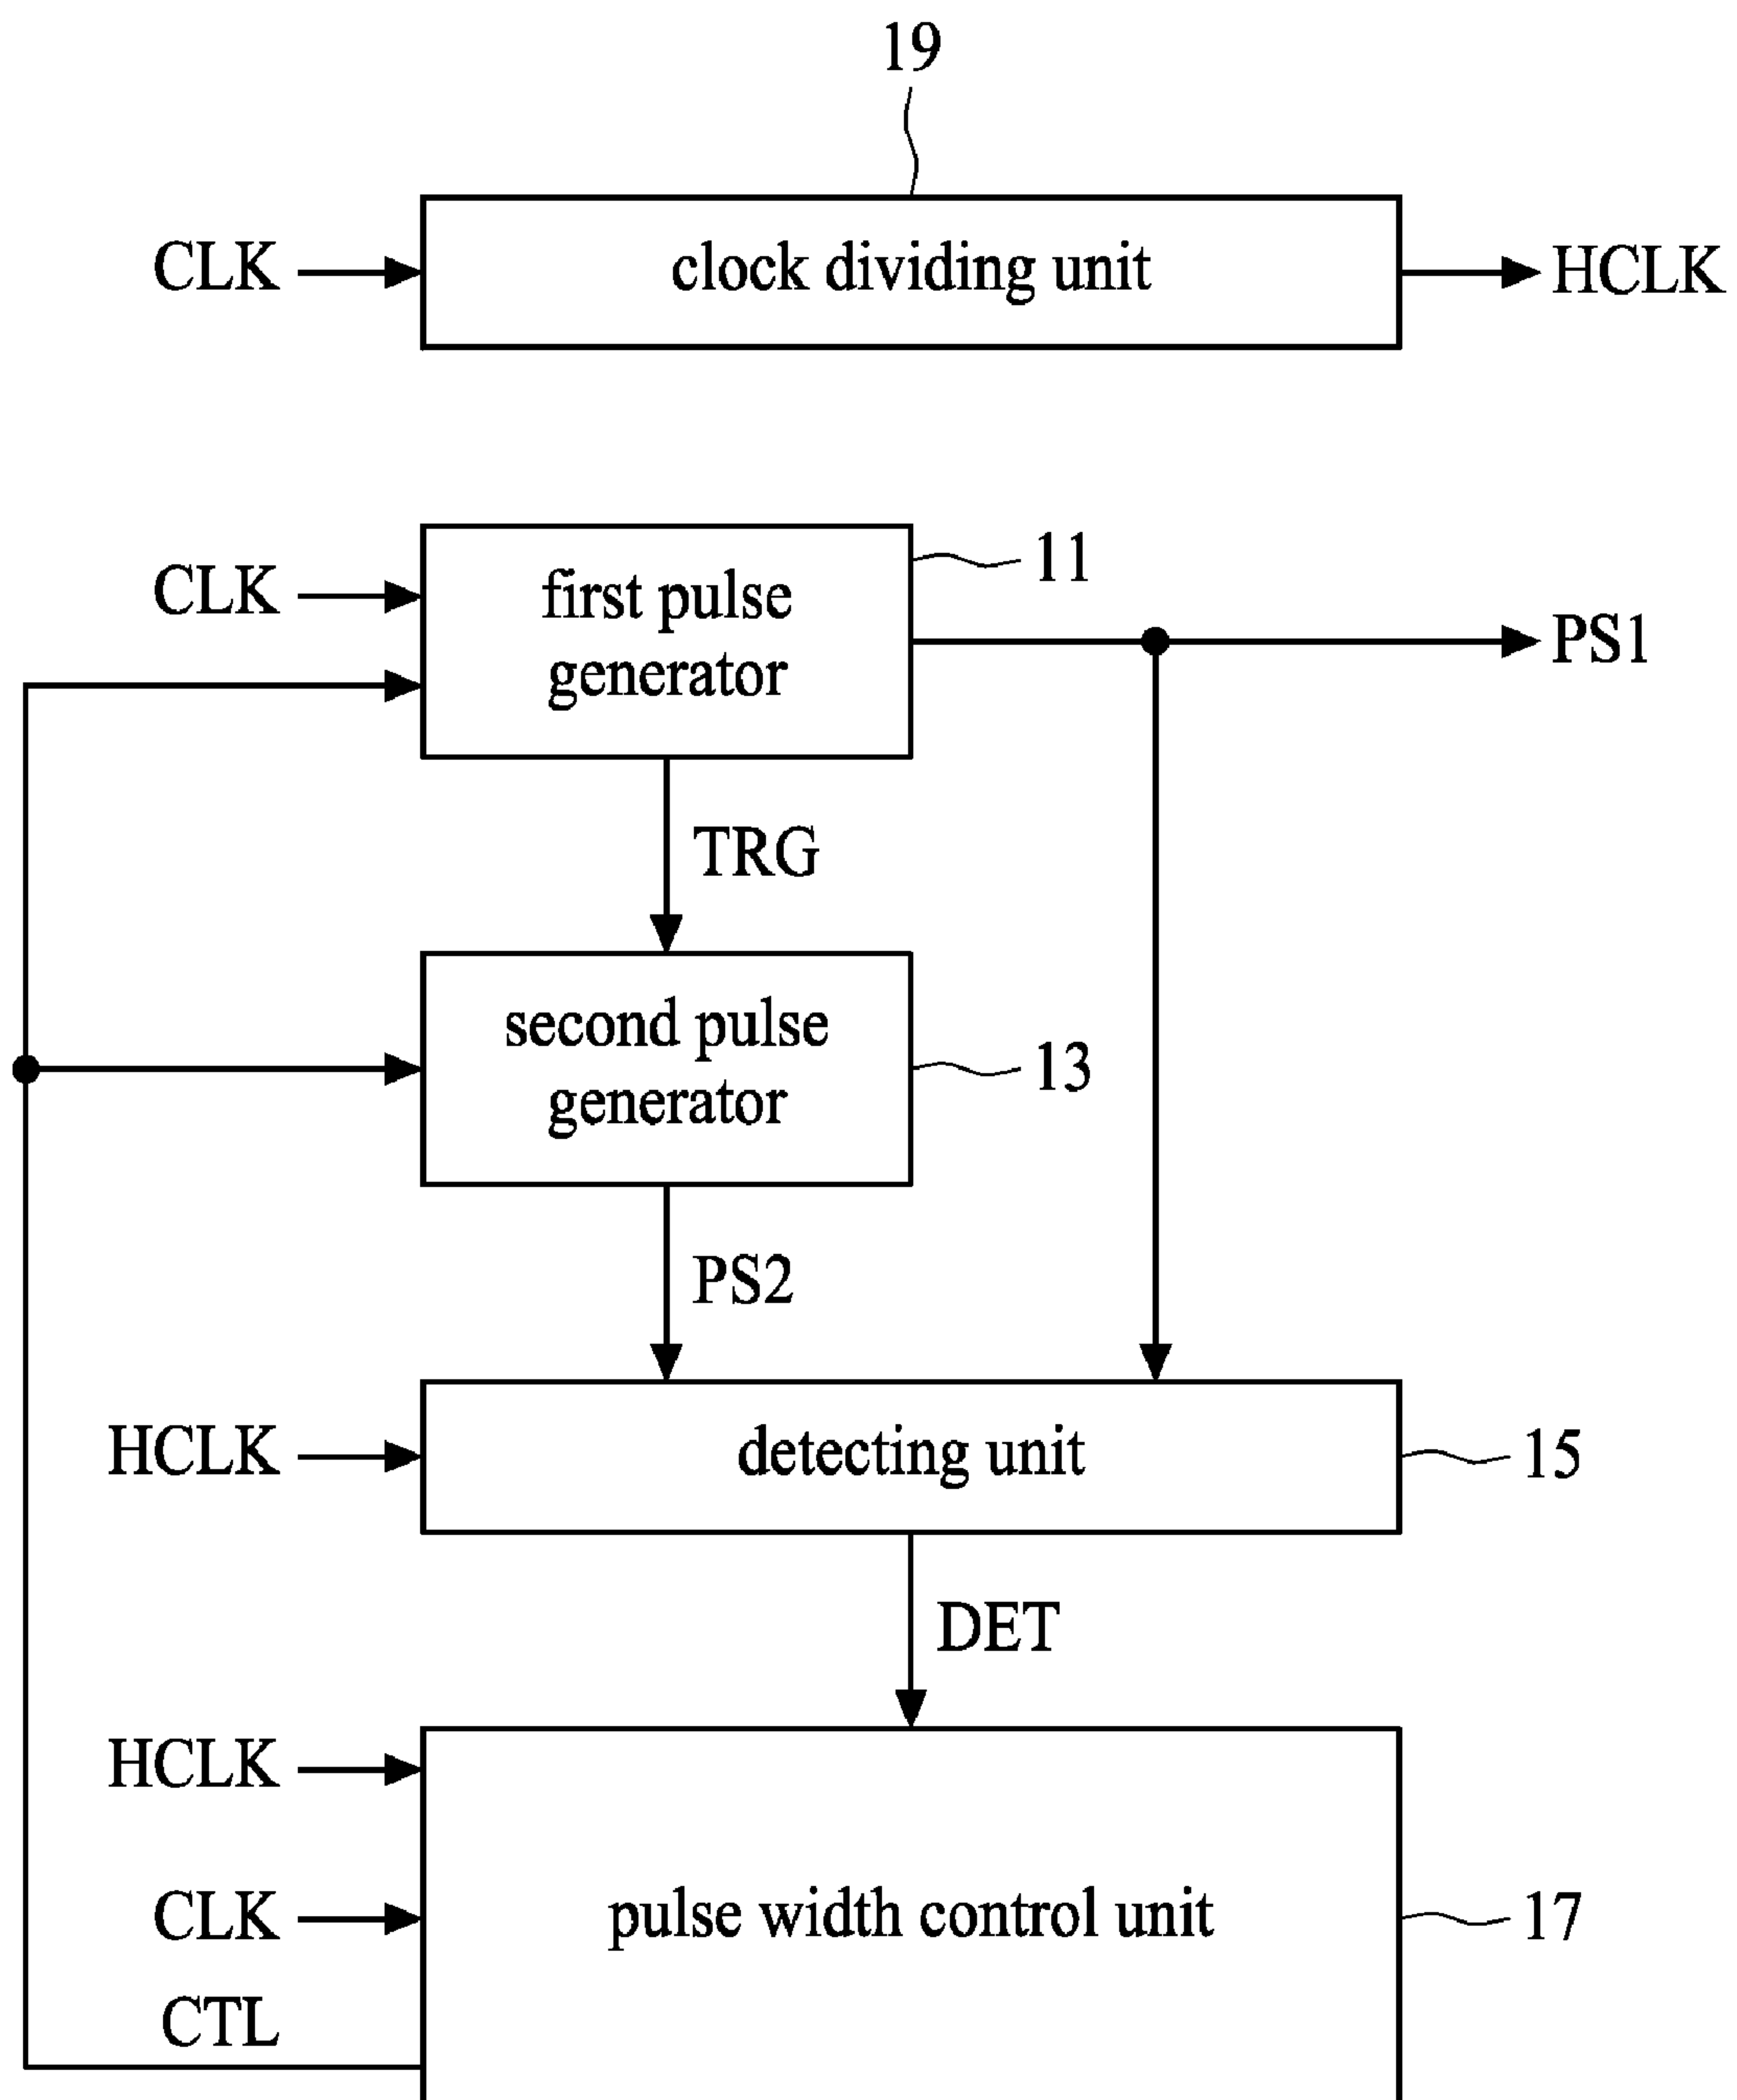 19
CLK
clock dividing unit
HCLK
CLK
first pulse
generator
11
PS1
TRG
second pulse
generator
13
PS2
HCLK
detecting unit
15
DET
HCLK
CLK
pulse width control unit
17
CTL